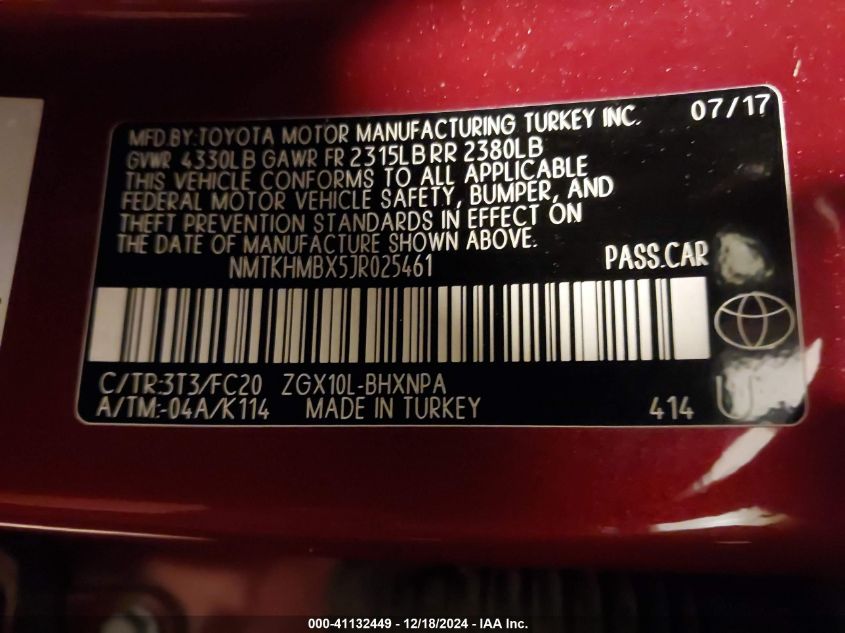 MFD.BY:TOYOTA MOTOR MANUFACTURING TURKEY INC. 07/17
GVWR 4330LB GAWR FR 2315LB RR 2380LB
THIS VEHICLE CONFORMS TO ALL APPLICABLE
FEDERAL MOTOR VEHICLE SAFETY, BUMPER, AND
THEFT PREVENTION STANDARDS IN EFFECT ON
THE DATE OF MANUFACTURE SHOWN ABOVE.
NMTKHMBX5JR025461 PASS.CAR
C/TR:3T3/FC20 ZGX10L-BHXNPA
A/TM:-04A/K114 MADE IN TURKEY 414 U
000-41132449 - 12/18/2024 - IAA Inc.